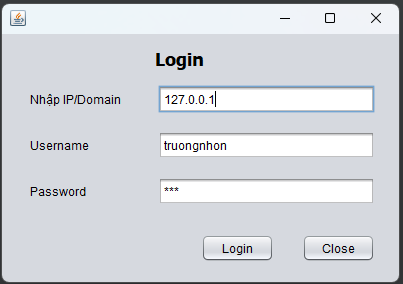 Login
Nhập IP/Domain 127.0.0.1
Username truongnhon
Password ***
Login Close